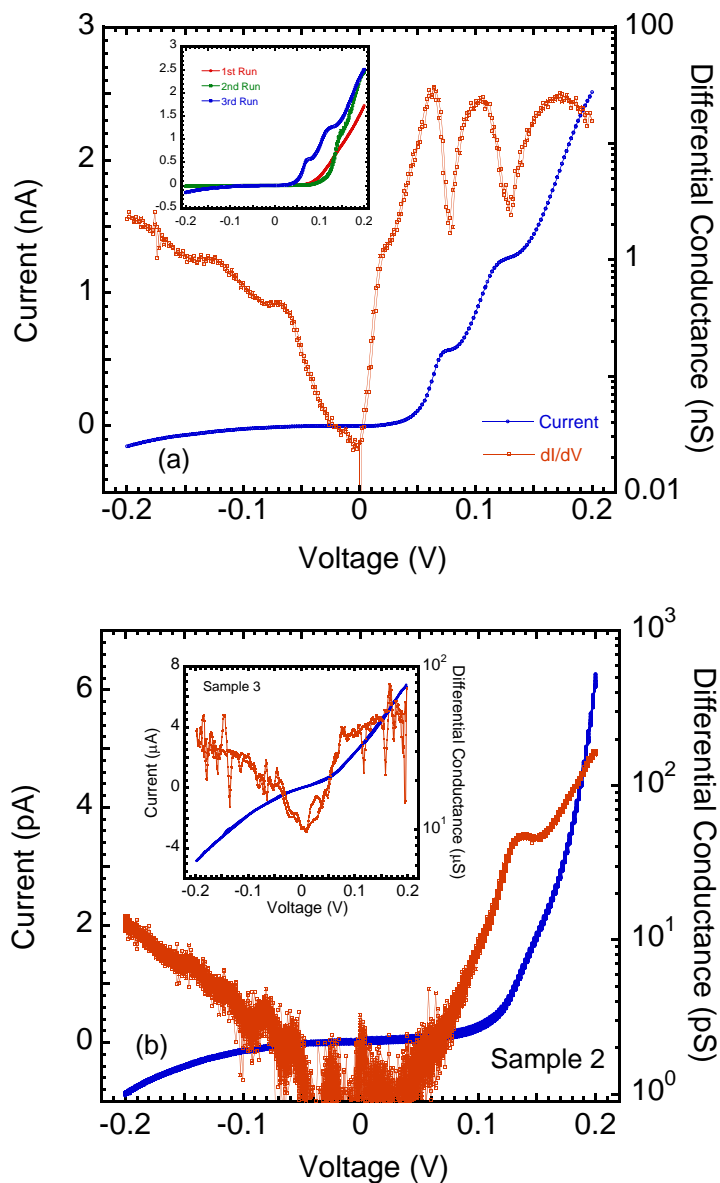 3
2
1
0
Current (nA)
100
1
0.01
Differential Conductance (nS)
3
2.5
2
1.5
1
0.5
0
-0.5
-0.2 -0.1 0 0.1 0.2
1st Run
2nd Run
3rd Run
Current
dI/dV
(a)
-0.2 -0.1 0 0.1 0.2
Voltage (V)
6
4
2
0
Current (pA)
10³
10²
10¹
10⁰
Differential Conductance (pS)
8
4
0
-4
Current (μA)
Sample 3
10²
10¹
Differential Conductance (μS)
-0.2 -0.1 0 0.1 0.2
Voltage (V)
(b)
Sample 2
-0.2 -0.1 0 0.1 0.2
Voltage (V)